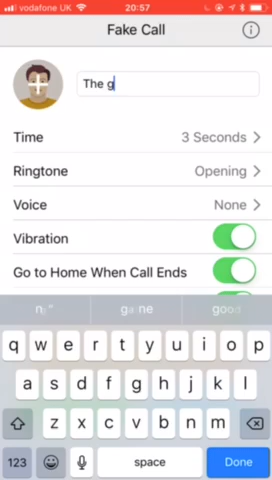 vodafone UK 20:57
Fake Call
The g
Time 3 Seconds
Ringtone Opening
Voice None
Vibration
Go to Home When Call Ends
good
q w e r t y u i o p
a s d f g h j k l
z x c v b n m
123 space Done